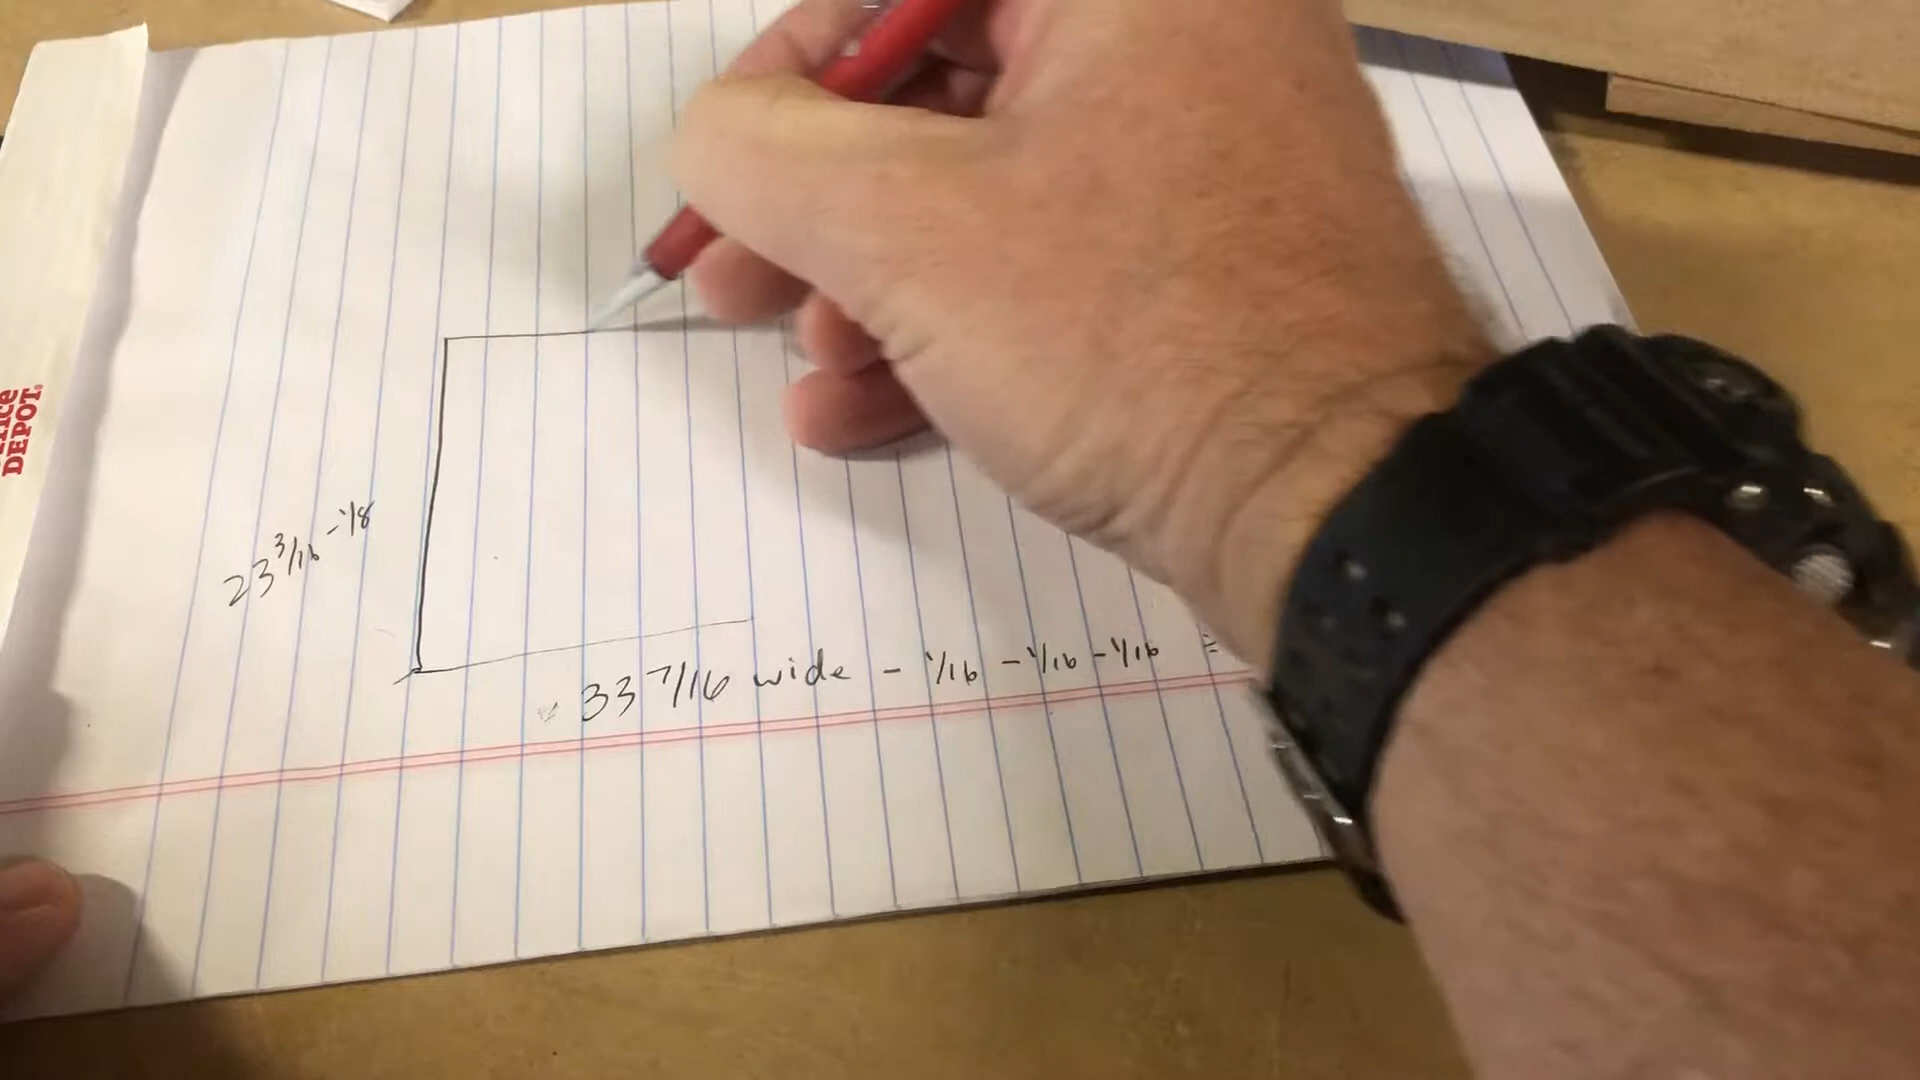 DEPOT
23 3/16 - 1/8
33 7/16 wide - 1/16 - 1/16 - 1/16 =